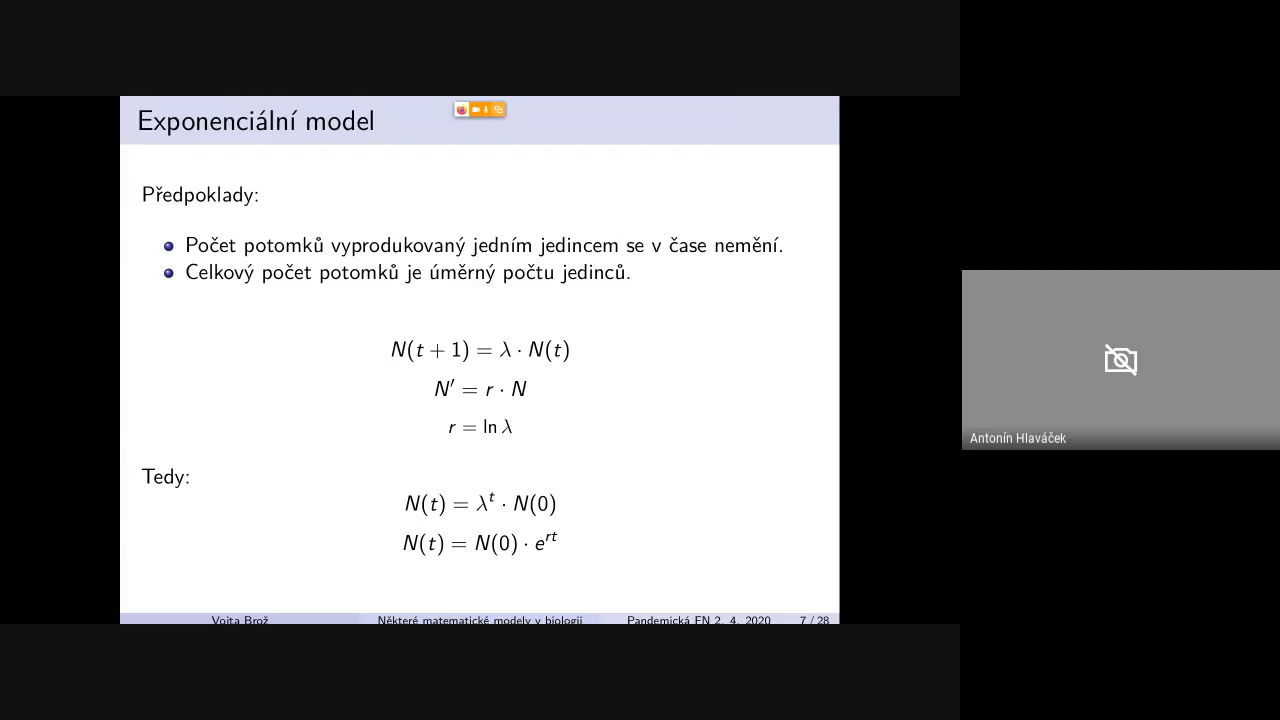 Exponenciální model
Předpoklady:
Počet potomků vyprodukovaný jedním jedincem se v čase nemění.
Celkový počet potomků je úměrný počtu jedinců.
N(t + 1) = λ · N(t)
N′ = r · N
r = ln λ
Tedy:
N(t) = λ^t · N(0)
N(t) = N(0) · e^{rt}
Vojta Brož Některé matematické modely v biologii Pandemická FN 2. 4. 2020 7 / 28
Antonín Hlaváček